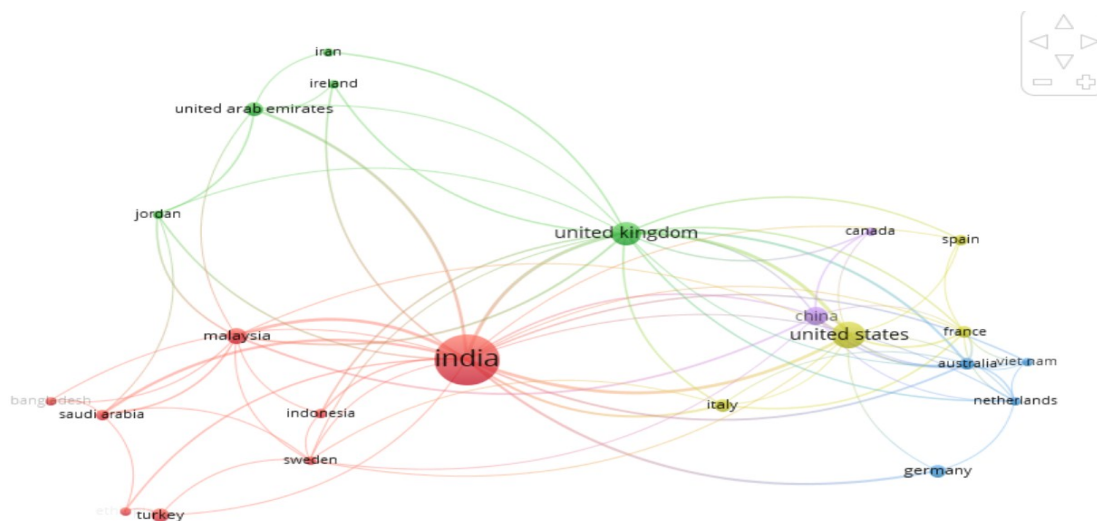 iran
ireland
united arab emirates
jordan
united kingdom
canada
spain
china
united states
france
malaysia
india
australia
viet nam
bangladesh
saudi arabia
indonesia
italy
netherlands
sweden
germany
turkey